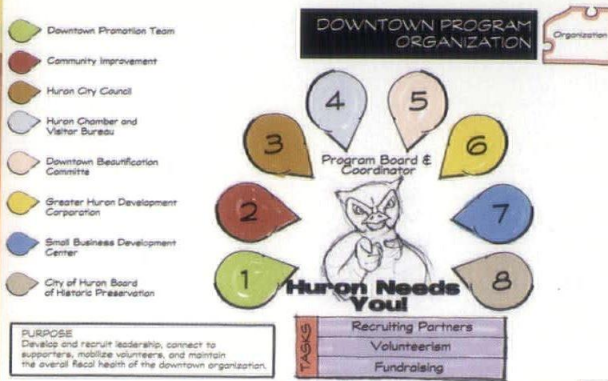 DOWNTOWN PROGRAM
ORGANIZATION
Organization
Downtown Promotion Team
Community Improvement
Huron City Council
Huron Chamber and
Visitor Bureau
Downtown Beautification
Committe
Greater Huron Development
Corporation
Small Business Development
Center
City of Huron Board
of Historic Preservation
4
5
3
6
Program Board &
Coordinator
2
7
1
8
Huron Needs
You!
PURPOSE
Develop and recruit leadership, connect to
supporters, mobilize volunteers, and maintain
the overall fiscal health of the downtown organization.
TASKS
Recruiting Partners
Volunteerism
Fundraising